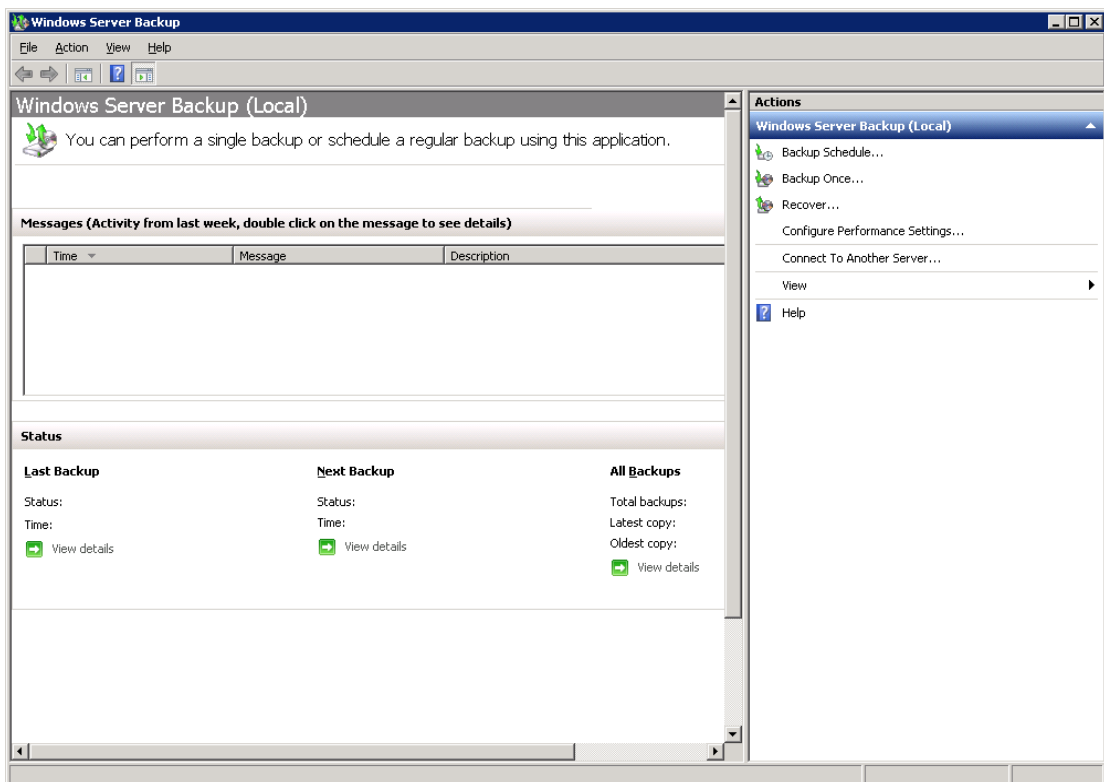 Windows Server Backup
File Action View Help
Windows Server Backup (Local)
You can perform a single backup or schedule a regular backup using this application.
Messages (Activity from last week, double click on the message to see details)
Time Message Description
Status
Last Backup
Status:
Time:
View details
Next Backup
Status:
Time:
View details
All Backups
Total backups:
Latest copy:
Oldest copy:
View details
Actions
Windows Server Backup (Local)
Backup Schedule...
Backup Once...
Recover...
Configure Performance Settings...
Connect To Another Server...
View
? Help